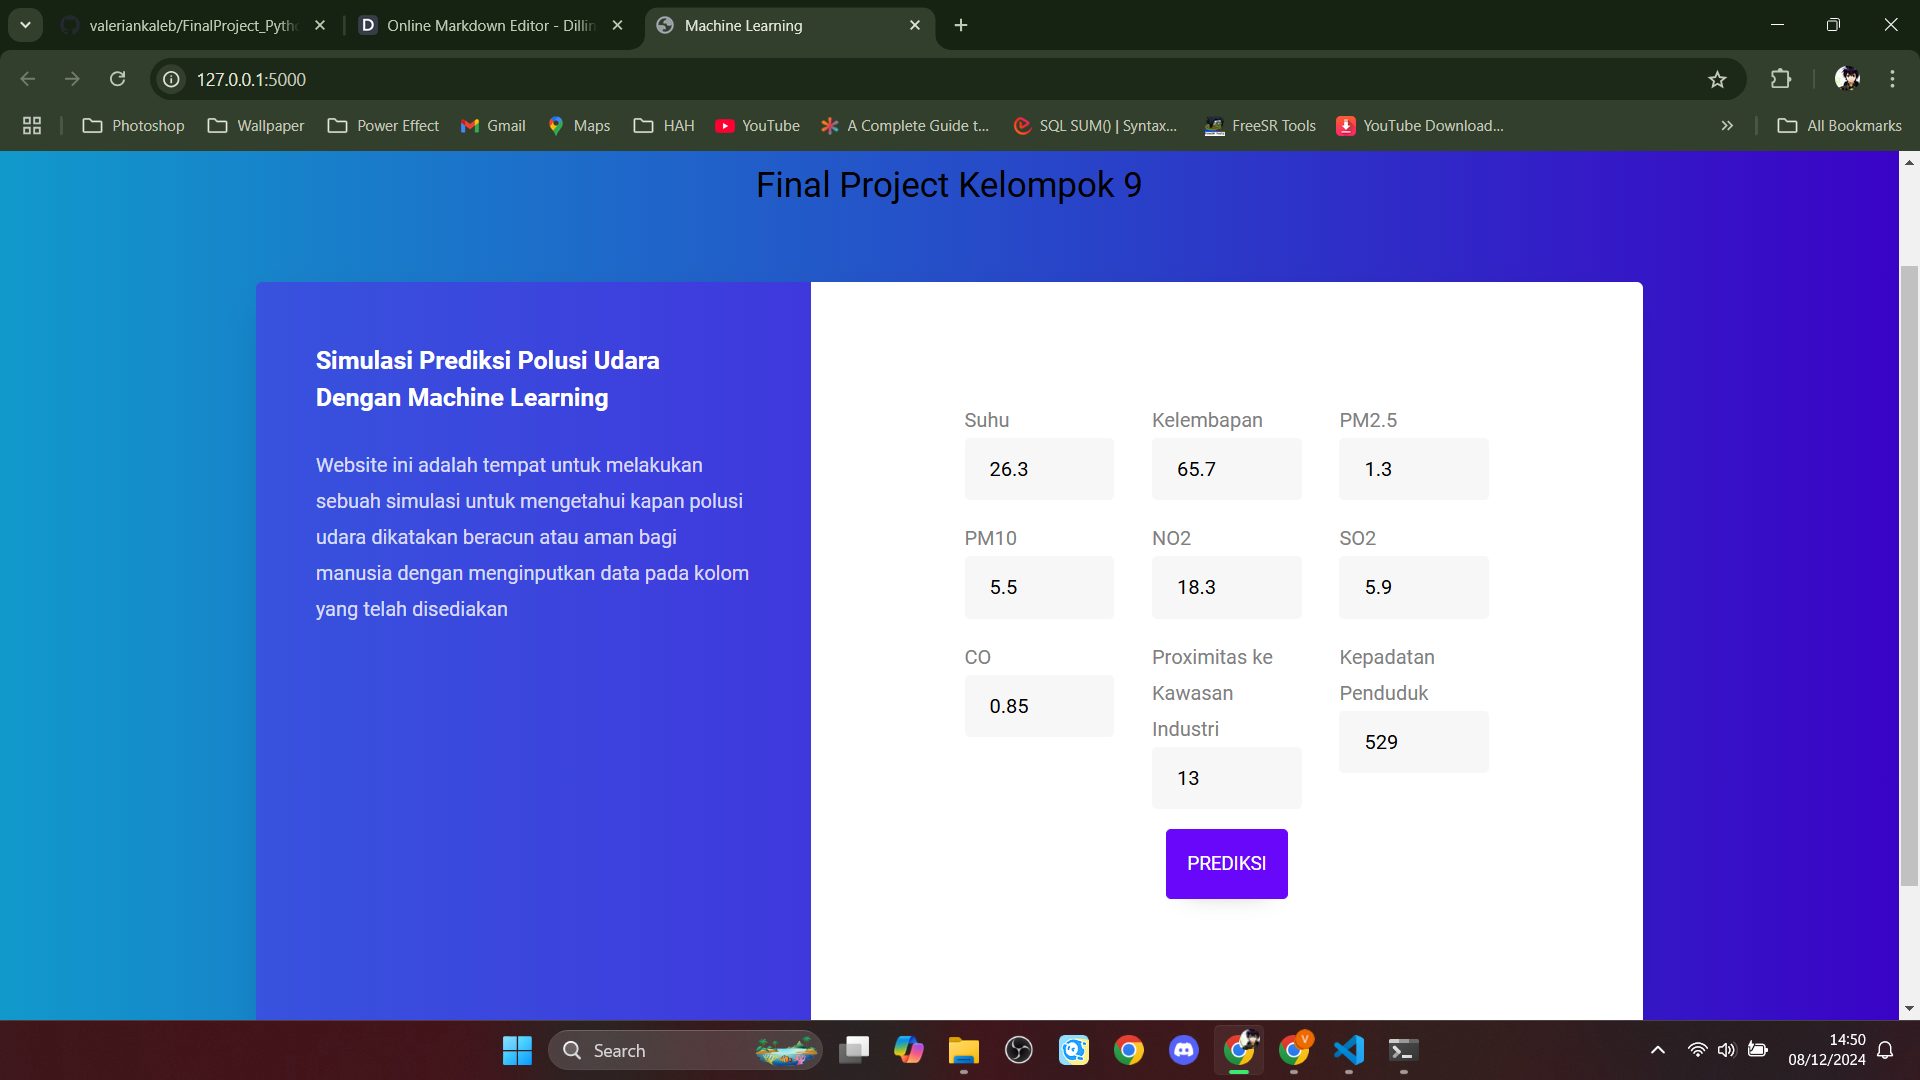 valeriankaleb/FinalProject_Pyth
Online Markdown Editor - Dillin
Machine Learning
127.0.0.1:5000
Photoshop
Wallpaper
Power Effect
Gmail
Maps
HAH
YouTube
A Complete Guide t...
SQL SUM() | Syntax...
FreeSR Tools
YouTube Download...
All Bookmarks
Final Project Kelompok 9
Simulasi Prediksi Polusi Udara
Dengan Machine Learning
Website ini adalah tempat untuk melakukan
sebuah simulasi untuk mengetahui kapan polusi
udara dikatakan beracun atau aman bagi
manusia dengan menginputkan data pada kolom
yang telah disediakan
Suhu
26.3
Kelembapan
65.7
PM2.5
1.3
PM10
5.5
NO2
18.3
SO2
5.9
CO
0.85
Proximitas ke
Kawasan
Industri
13
Kepadatan
Penduduk
529
PREDIKSI
Search
V
14:50
08/12/2024